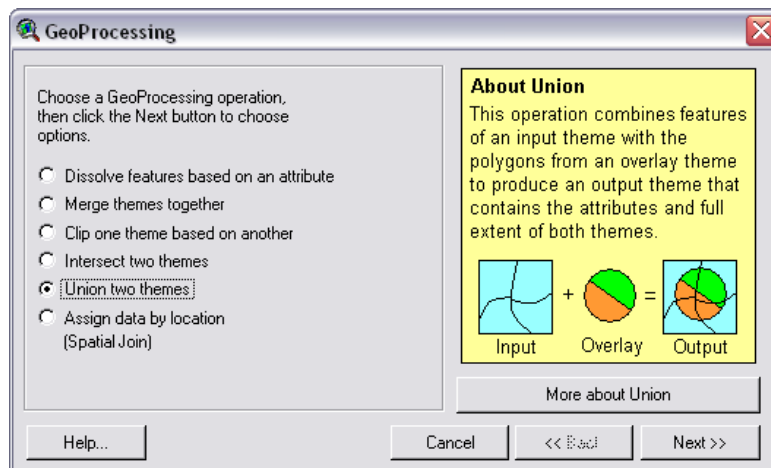 GeoProcessing
Choose a GeoProcessing operation,
then click the Next button to choose
options.
Dissolve features based on an attribute
Merge themes together
Clip one theme based on another
Intersect two themes
Union two themes
Assign data by location
(Spatial Join)
About Union
This operation combines features
of an input theme with the
polygons from an overlay theme
to produce an output theme that
contains the attributes and full
extent of both themes.
+ =
Input Overlay Output
More about Union
Help... Cancel << Back Next >>